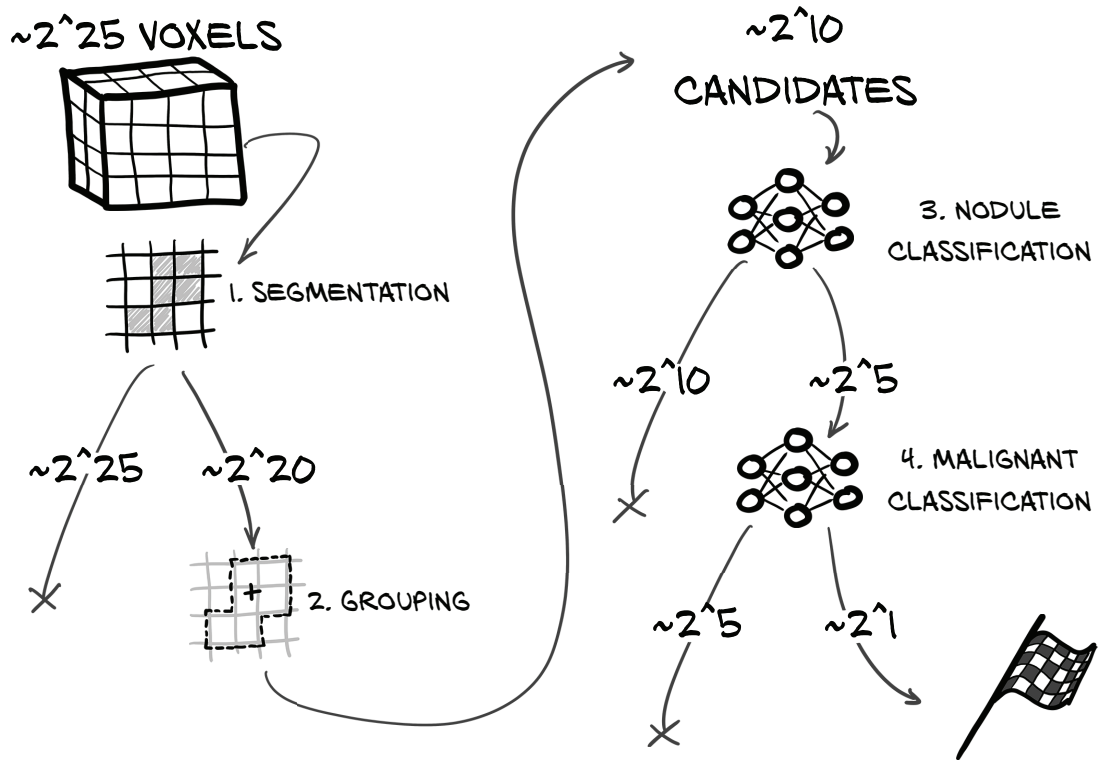 ~2^25 VOXELS
1. SEGMENTATION
~2^25
~2^20
2. GROUPING
~2^10
CANDIDATES
3. NODULE
CLASSIFICATION
~2^10
~2^5
4. MALIGNANT
CLASSIFICATION
~2^5
~2^1